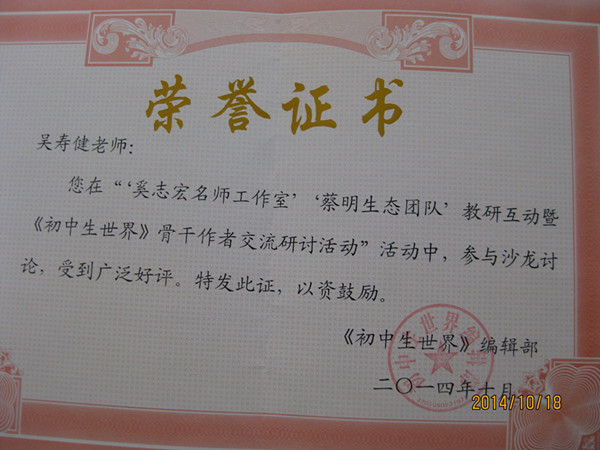 荣誉证书
吴寿健老师：
您在“‘奚志宏名师工作室’‘蔡明生态团队’教研互动暨
《初中生世界》骨干作者交流研讨活动”活动中，参与沙龙讨
论，受到广泛好评。特发此证，以资鼓励。
《初中生世界》编辑部
二〇一四年十月
2014/10/18